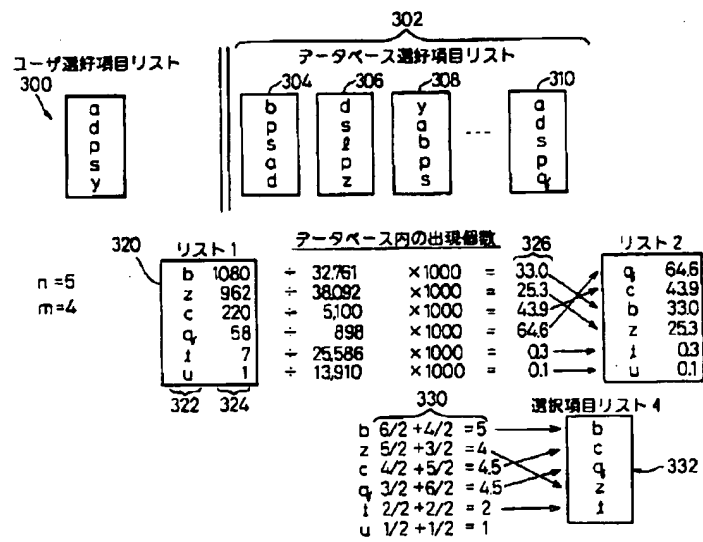 302
ユーザ選好項目リスト
データベース選好項目リスト
300
304 306 308 310
a
d
p
s
y
b
p
s
a
d
d
s
ℓ
p
z
y
a
b
p
s
a
d
s
p
q
320
リスト1
データベース内の出現個数
326
リスト2
n=5
m=4
b 1080 ÷ 32,761 ×1000 = 33.0
z 962 ÷ 38,092 ×1000 = 25.3
c 220 ÷ 5,100 ×1000 = 43.9
q 58 ÷ 898 ×1000 = 64.6
ℓ 7 ÷ 25,586 ×1000 = 0.3
u 1 ÷ 13,910 ×1000 = 0.1
q 64.6
c 43.9
b 33.0
z 25.3
ℓ 0.3
u 0.1
322 324
330
選択項目リスト4
b 6/2+4/2=5
z 5/2+3/2=4
c 4/2+5/2=4.5
q 3/2+6/2=4.5
ℓ 2/2+2/2=2
u 1/2+1/2=1
b
c
q
z
ℓ
332